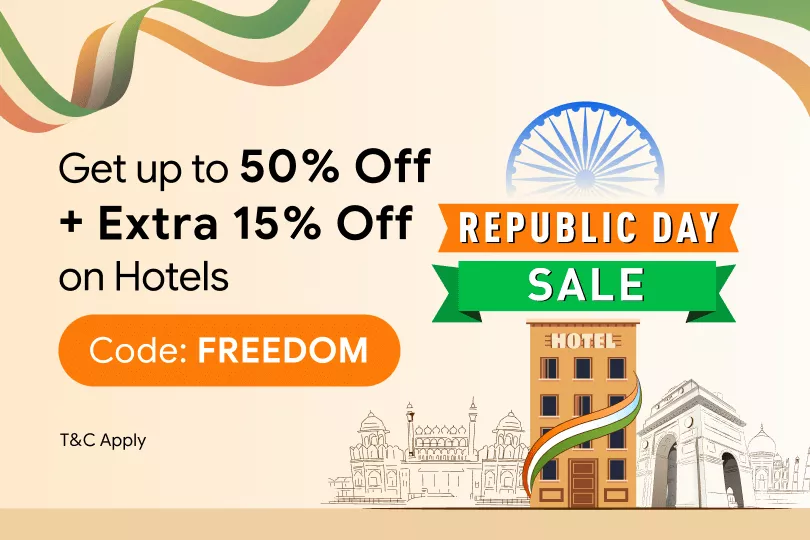 Get up to 50% Off
+ Extra 15% Off
on Hotels
Code: FREEDOM
T&C Apply
REPUBLIC DAY
SALE
HOTEL